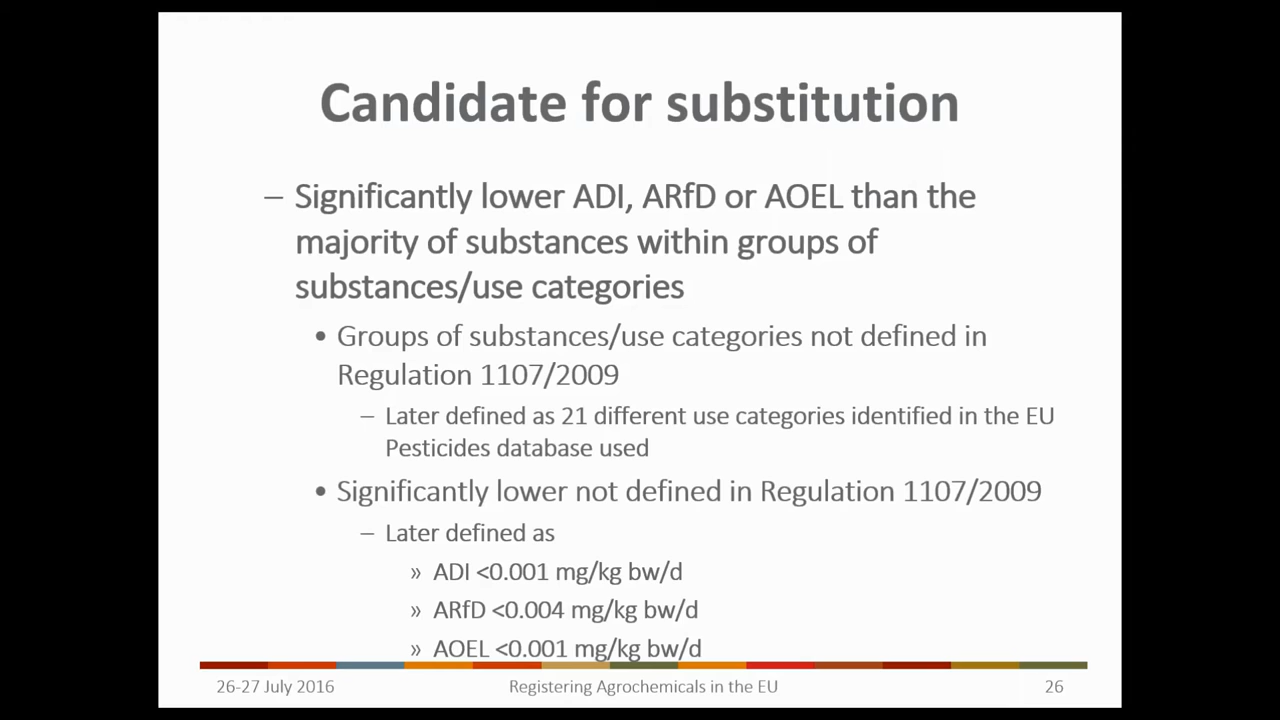 Candidate for substitution
– Significantly lower ADI, ARfD or AOEL than the
majority of substances within groups of
substances/use categories
• Groups of substances/use categories not defined in
Regulation 1107/2009
– Later defined as 21 different use categories identified in the EU
Pesticides database used
• Significantly lower not defined in Regulation 1107/2009
– Later defined as
» ADI <0.001 mg/kg bw/d
» ARfD <0.004 mg/kg bw/d
» AOEL <0.001 mg/kg bw/d
26-27 July 2016
Registering Agrochemicals in the EU
26